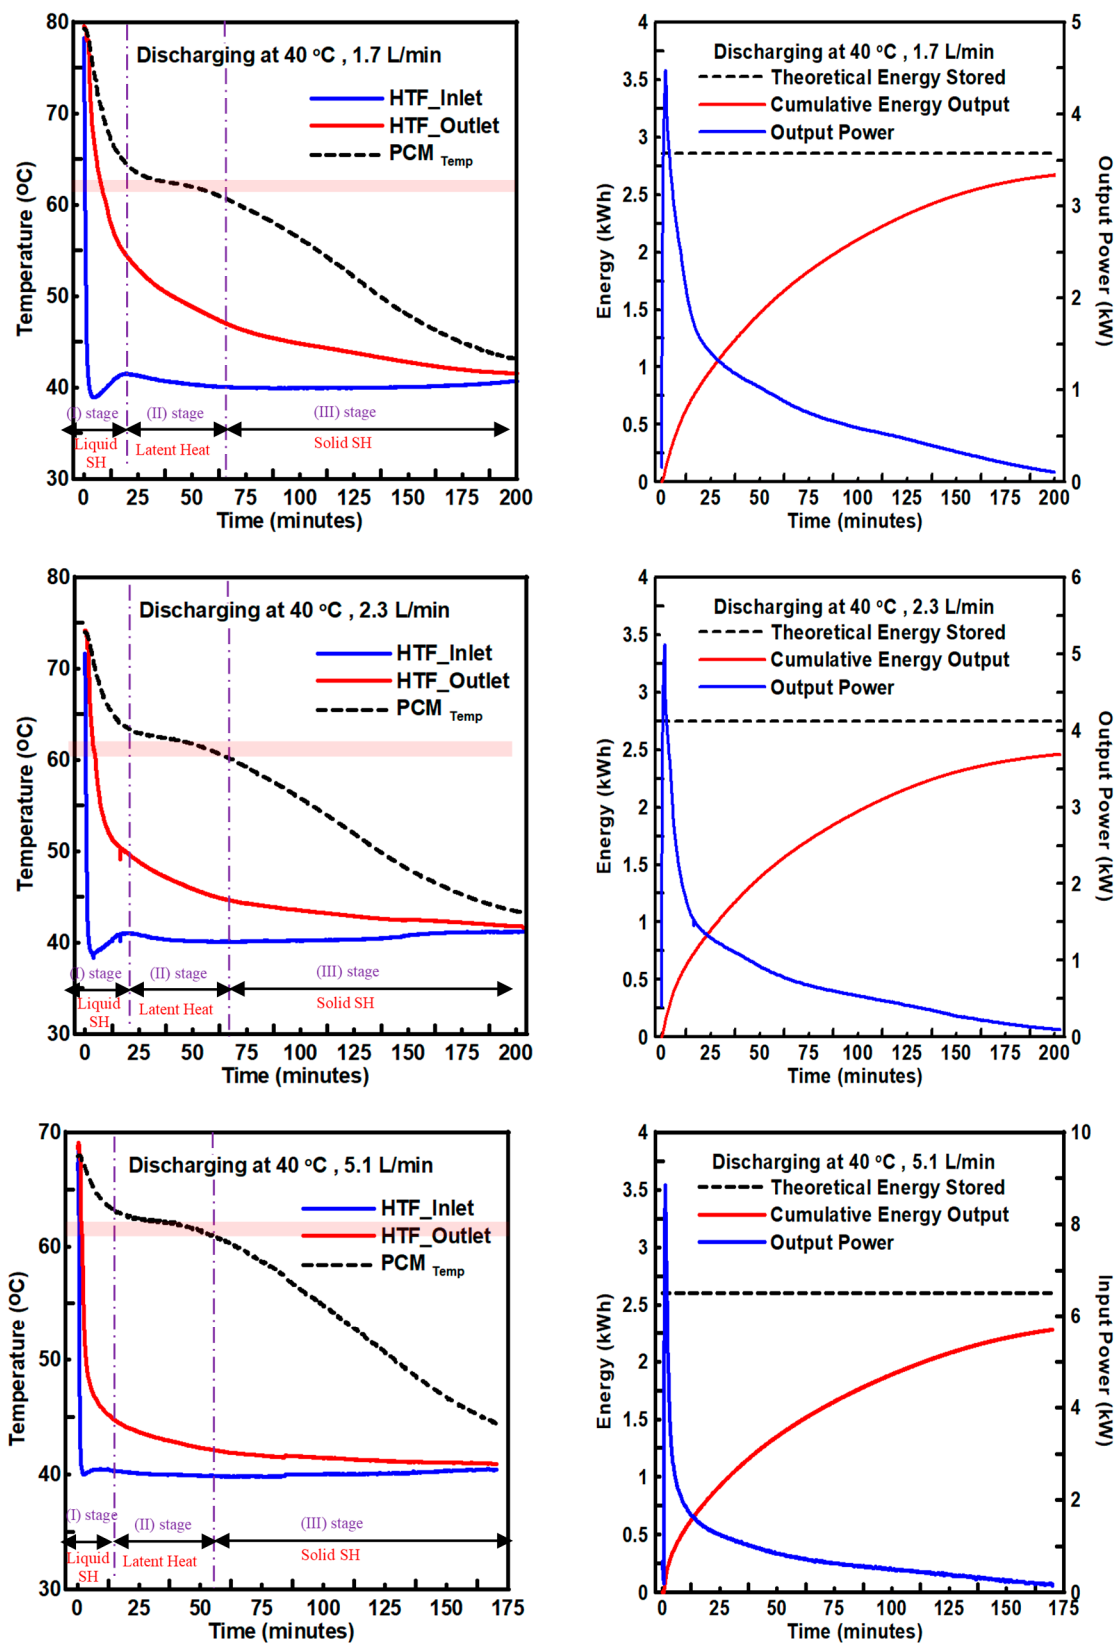 Discharging at 40 °C , 1.7 L/min
HTF_Inlet
HTF_Outlet
PCM Temp
Temperature (°C)
80
70
60
50
40
30
(I) stage
(II) stage
(III) stage
Liquid
SH
Latent Heat
Solid SH
0 25 50 75 100 125 150 175 200
Time (minutes)
Discharging at 40 °C , 1.7 L/min
Theoretical Energy Stored
Cumulative Energy Output
Output Power
Energy (kWh)
4
3.5
3
2.5
2
1.5
1
0.5
0
5
4
3
2
1
0
Output Power (kW)
0 25 50 75 100 125 150 175 200
Time (minutes)
Discharging at 40 °C , 2.3 L/min
HTF_Inlet
HTF_Outlet
PCM Temp
Temperature (°C)
80
70
60
50
40
30
(I) stage
(II) stage
(III) stage
Liquid
SH
Latent Heat
Solid SH
0 25 50 75 100 125 150 175 200
Time (minutes)
Discharging at 40 °C , 2.3 L/min
Theoretical Energy Stored
Cumulative Energy Output
Output Power
Energy (kWh)
4
3.5
3
2.5
2
1.5
1
0.5
0
6
5
4
3
2
1
0
Output Power (kW)
0 25 50 75 100 125 150 175 200
Time (minutes)
Discharging at 40 °C , 5.1 L/min
HTF_Inlet
HTF_Outlet
PCM Temp
Temperature (°C)
70
60
50
40
30
(I) stage
(II) stage
(III) stage
Liquid
SH
Latent Heat
Solid SH
0 25 50 75 100 125 150 175
Time (minutes)
Discharging at 40 °C , 5.1 L/min
Theoretical Energy Stored
Cumulative Energy Output
Output Power
Energy (kWh)
4
3.5
3
2.5
2
1.5
1
0.5
0
10
8
6
4
2
0
Input Power (kW)
0 25 50 75 100 125 150 175
Time (minutes)